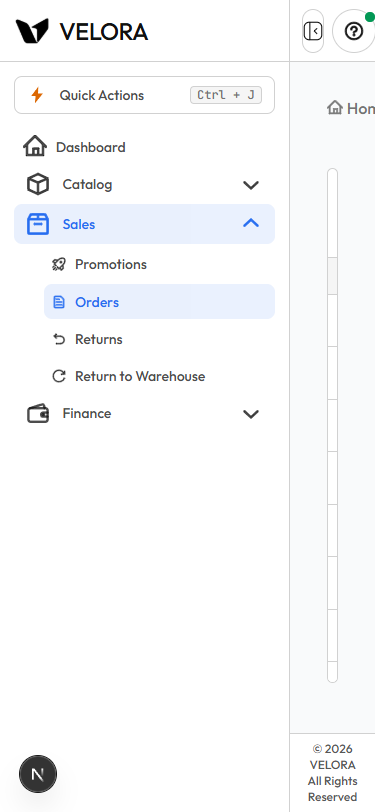 VELORA
Quick Actions
Ctrl + J
Dashboard
Catalog
Sales
Promotions
Orders
Returns
Return to Warehouse
Finance
Hom
© 2026
VELORA
All Rights
Reserved
N